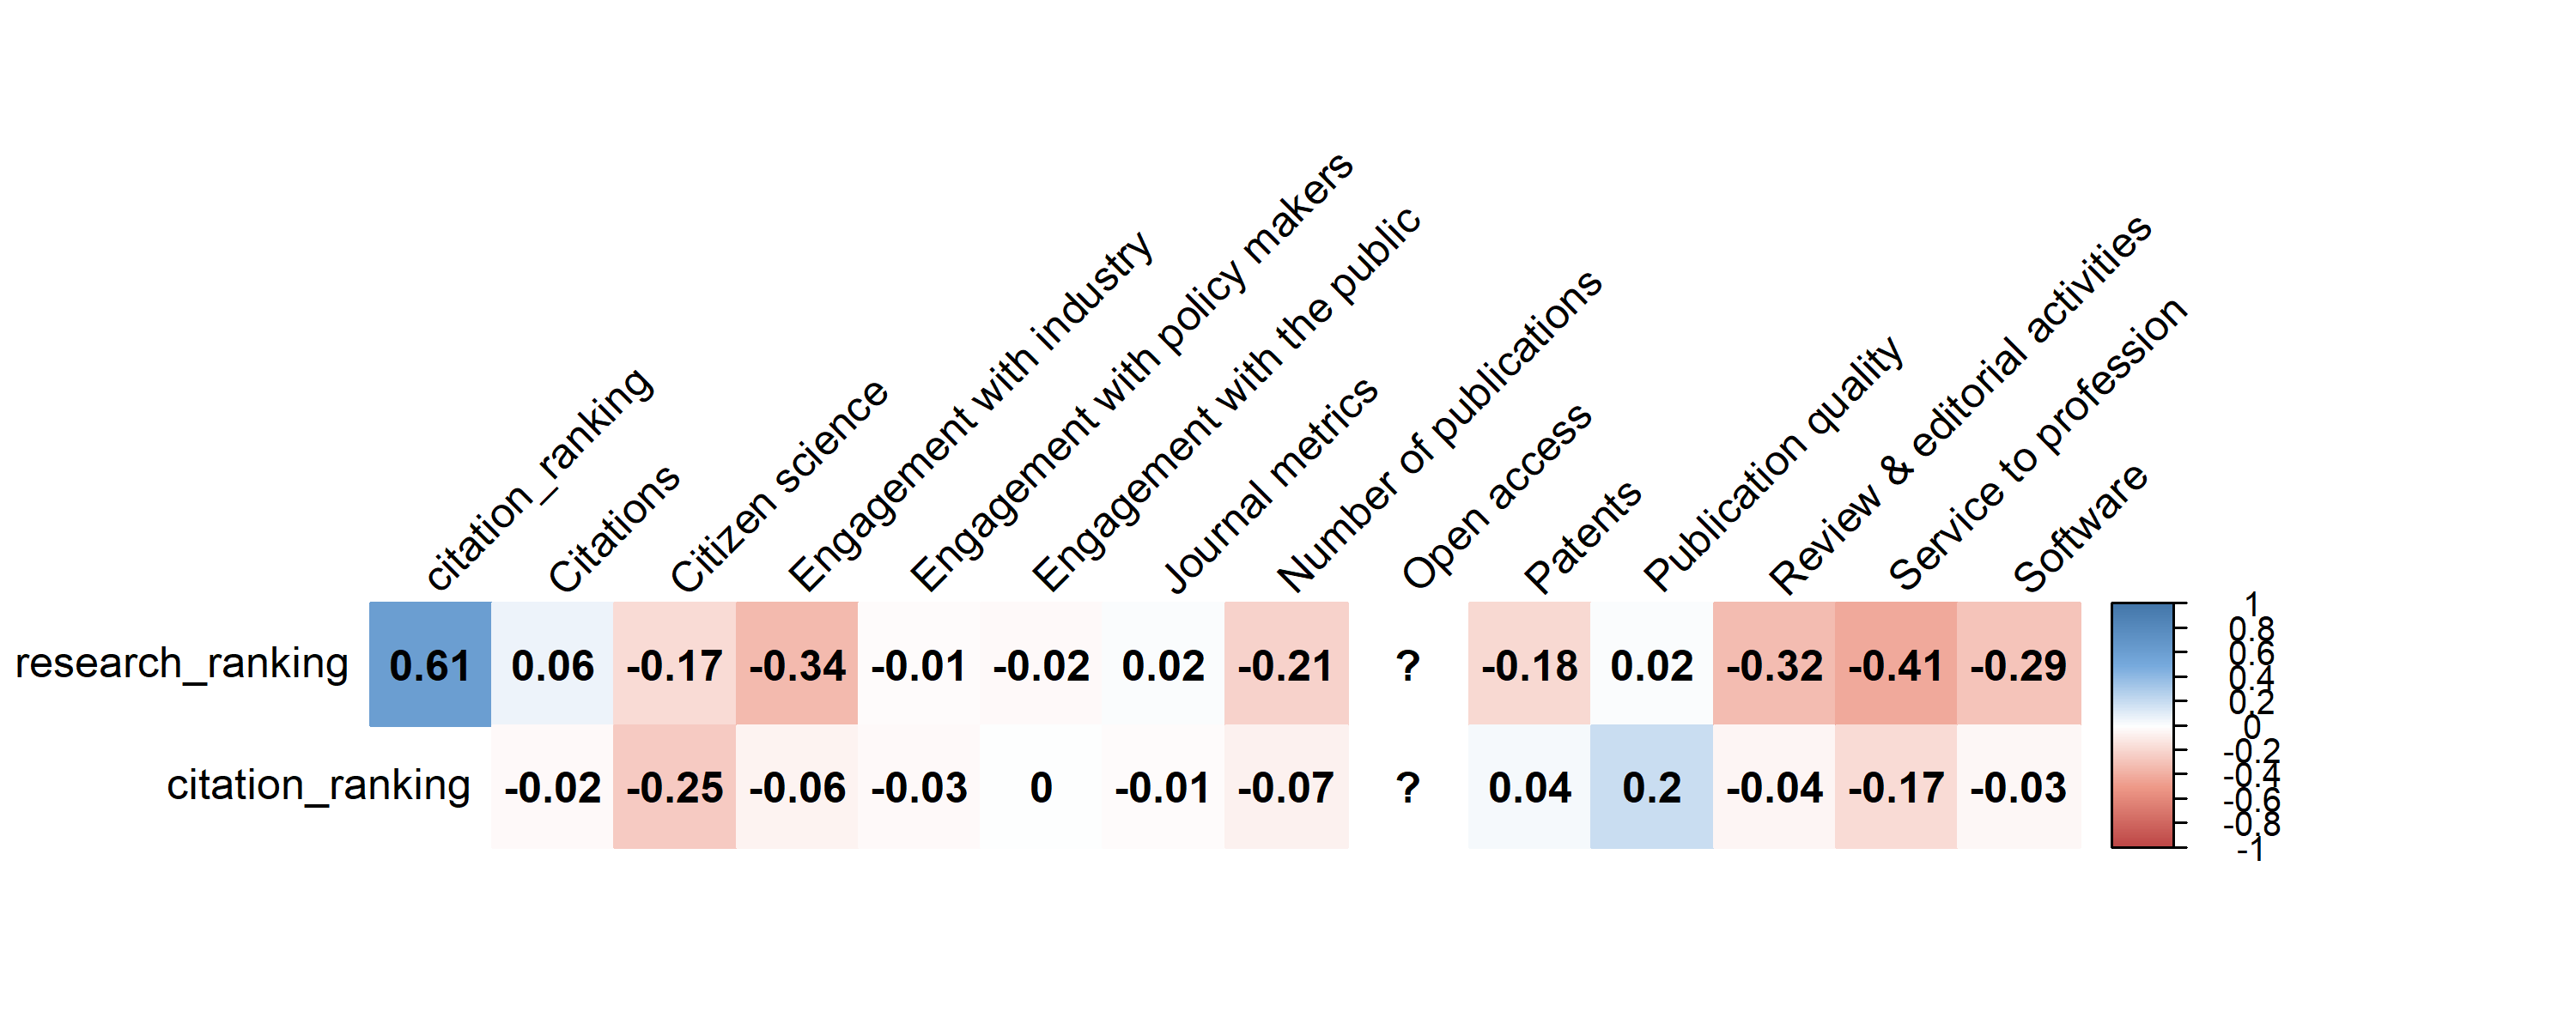 citation_ranking
Citations
Citizen science
Engagement with industry
Engagement with policy makers
Engagement with the public
Journal metrics
Number of publications
Open access
Patents
Publication quality
Review & editorial activities
Service to profession
Software
research_ranking 0.61 0.06 -0.17 -0.34 -0.01 -0.02 0.02 -0.21 ? -0.18 0.02 -0.32 -0.41 -0.29
citation_ranking -0.02 -0.25 -0.06 -0.03 0 -0.01 -0.07 ? 0.04 0.2 -0.04 -0.17 -0.03
1
0.8
0.6
0.4
0.2
0
-0.2
-0.4
-0.6
-0.8
-1